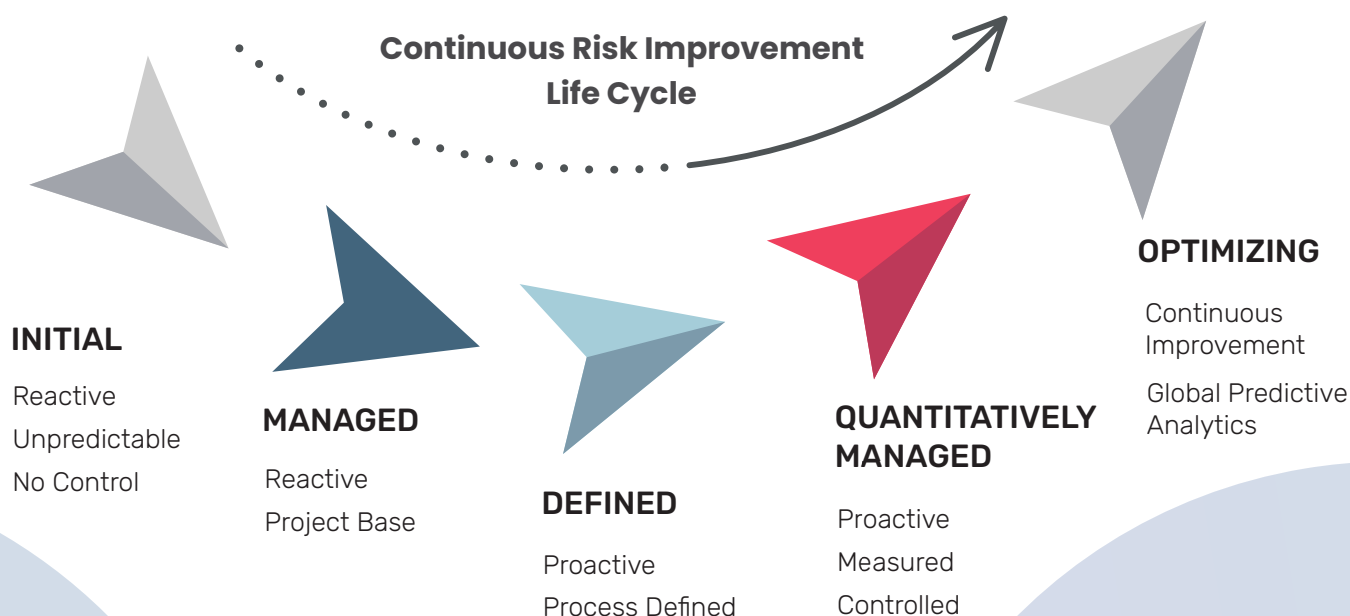 Continuous Risk Improvement
Life Cycle
INITIAL
Reactive
Unpredictable
No Control
MANAGED
Reactive
Project Base
DEFINED
Proactive
Process Defined
QUANTITATIVELY
MANAGED
Proactive
Measured
Controlled
OPTIMIZING
Continuous
Improvement
Global Predictive
Analytics